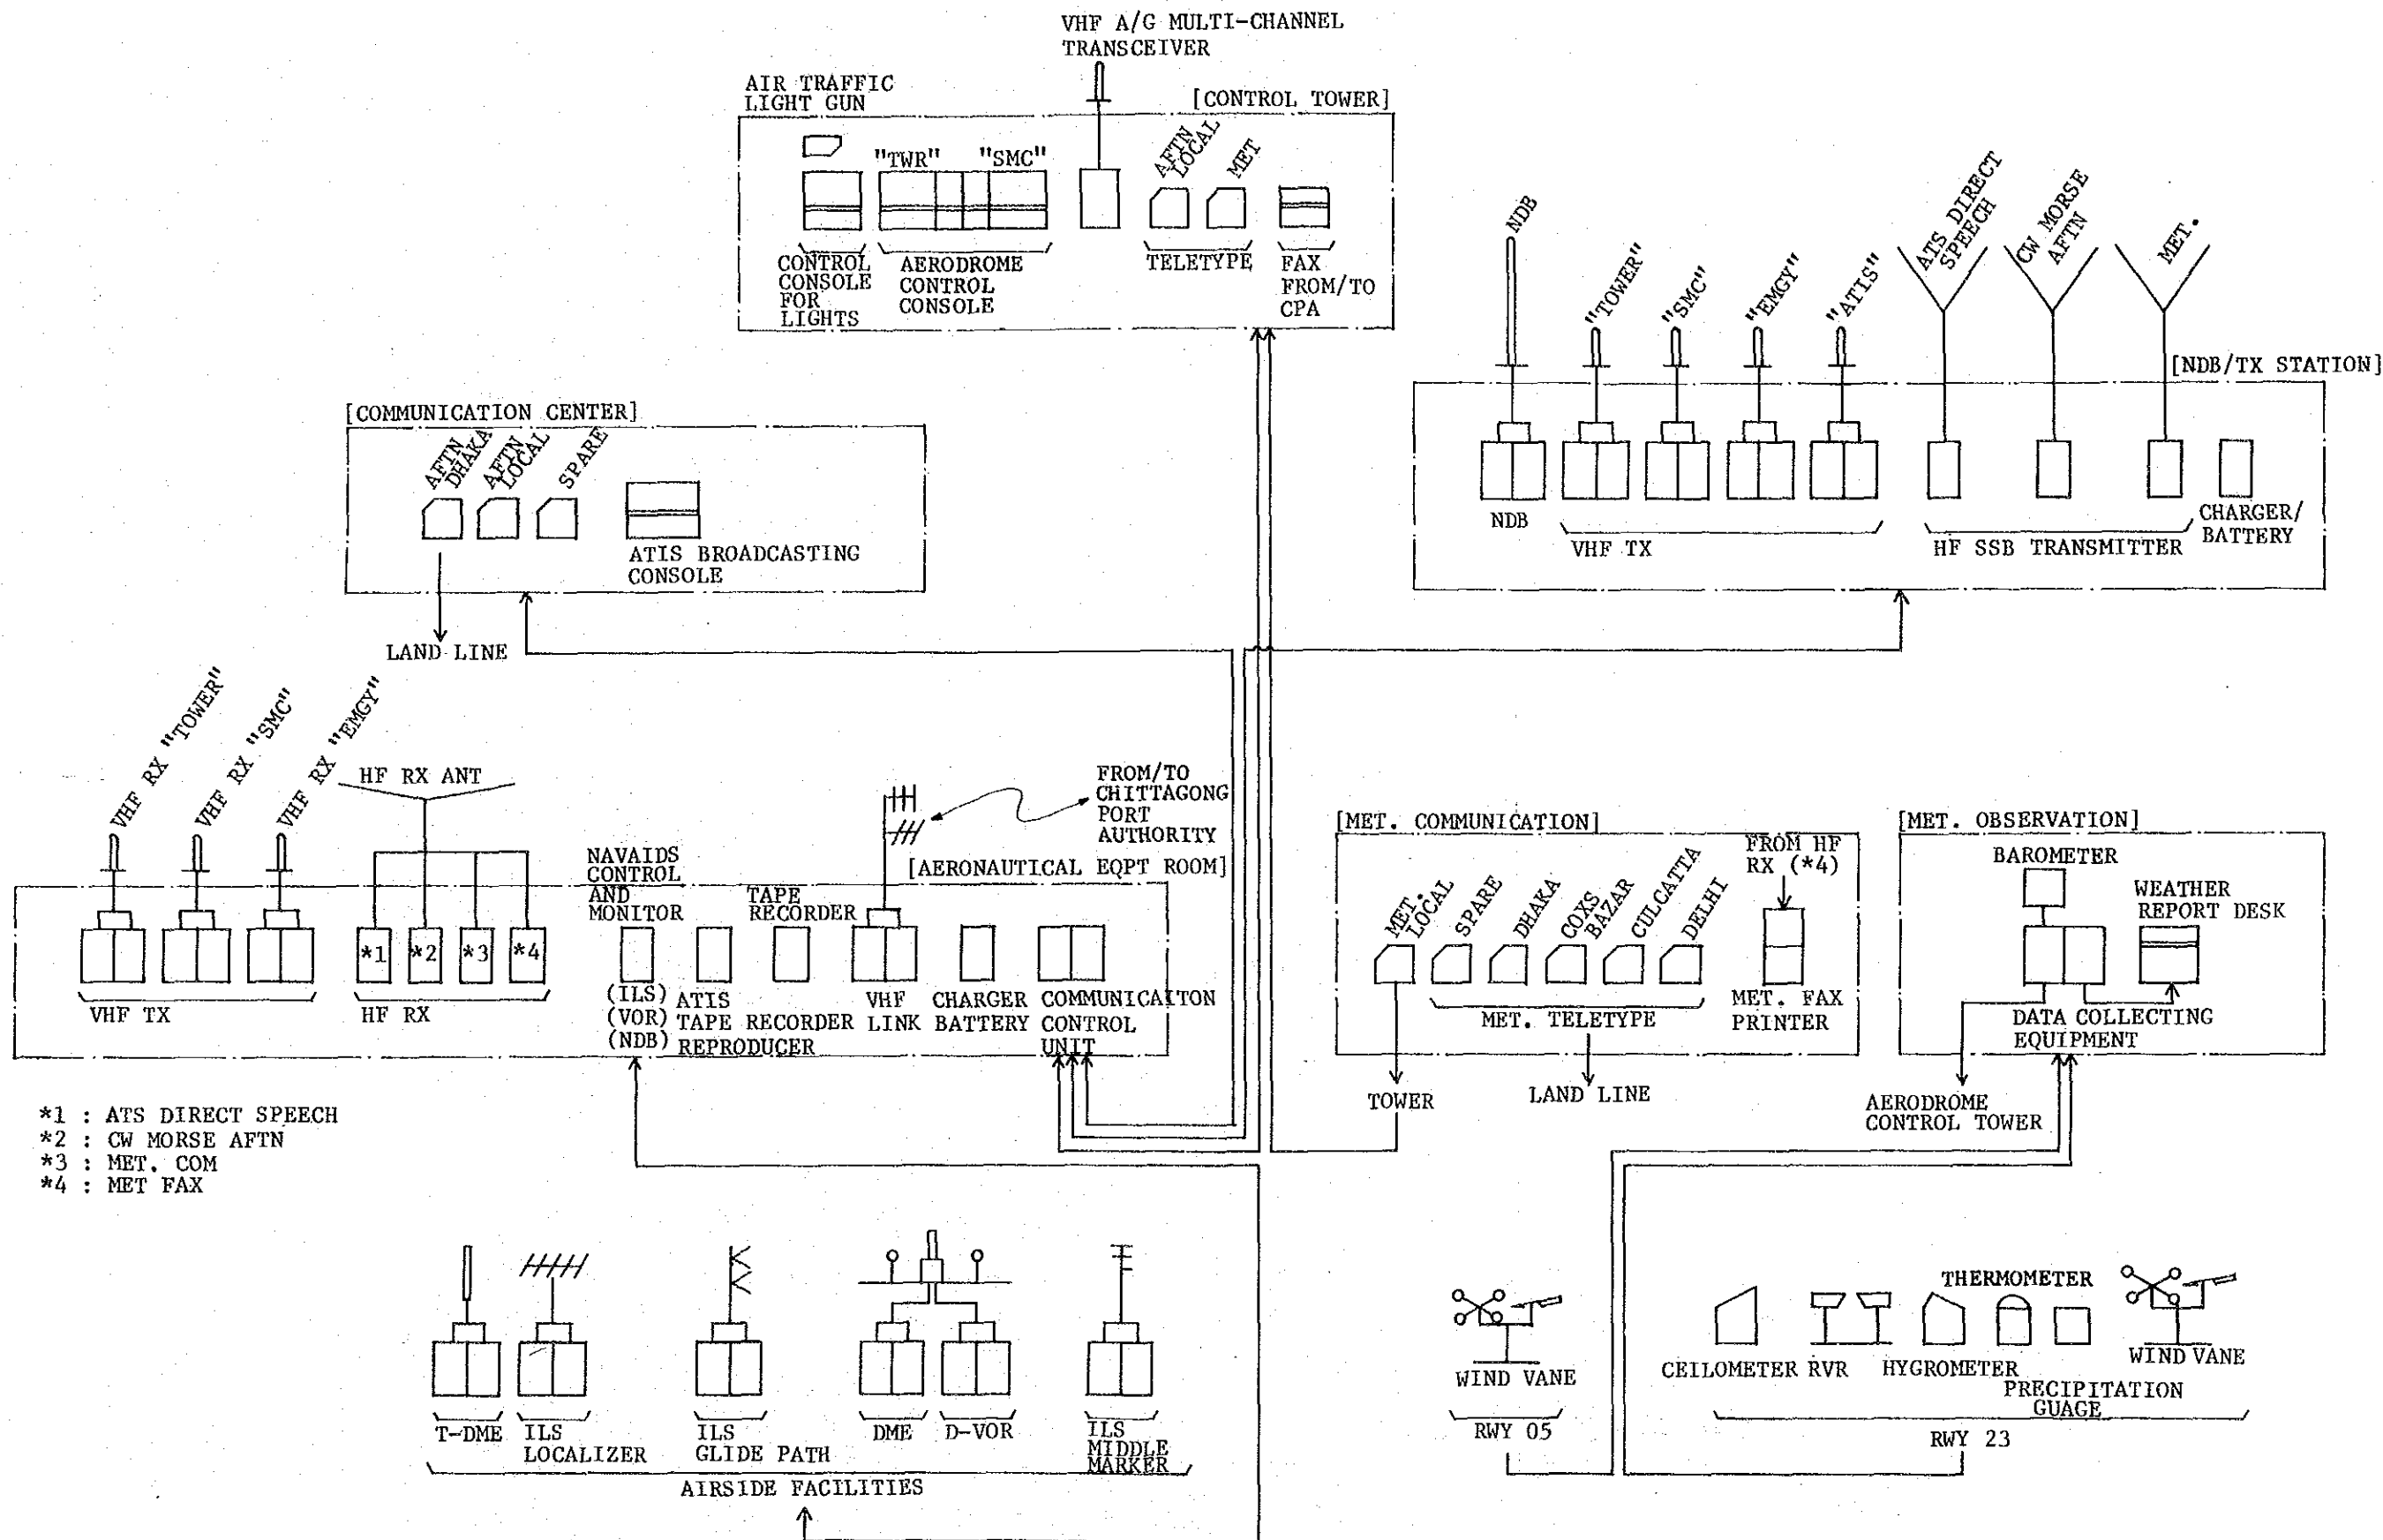 VHF A/G MULTI-CHANNEL
TRANSCEIVER
AIR TRAFFIC
LIGHT GUN
[CONTROL TOWER]
"TWR"
"SMC"
AFTN
LOCAL
MET
CONTROL
CONSOLE
FOR
LIGHTS
AERODROME
CONTROL
CONSOLE
TELETYPE
FAX
FROM/TO
CPA
NDB
"TOWER"
"SMC"
"EMGY"
"ATIS"
ATS DIRECT
SPEECH
CW MORSE
AFTN
MET.
[NDB/TX STATION]
NDB
VHF TX
HF SSB TRANSMITTER
CHARGER/
BATTERY
[COMMUNICATION CENTER]
AFTN
DHAKA
AFTN
LOCAL
SPARE
ATIS BROADCASTING
CONSOLE
LAND LINE
VHF RX "TOWER"
VHF RX "SMC"
VHF RX "EMGY"
HF RX ANT
FROM/TO
CHITTAGONG
PORT
AUTHORITY
[AERONAUTICAL EQPT ROOM]
NAVAIDS
CONTROL
AND
MONITOR
TAPE
RECORDER
*1
*2
*3
*4
VHF TX
HF RX
(ILS)
(VOR)
(NDB)
ATIS
TAPE RECORDER
REPRODUCER
VHF
LINK
CHARGER
BATTERY
COMMUNICAITON
CONTROL
UNIT
[MET. COMMUNICATION]
MET.
LOCAL
SPARE
DHAKA
COXS
BAZAR
CULCATTA
DELHI
FROM HF
RX (*4)
MET. TELETYPE
MET. FAX
PRINTER
TOWER
LAND LINE
[MET. OBSERVATION]
BAROMETER
WEATHER
REPORT DESK
DATA COLLECTING
EQUIPMENT
AERODROME
CONTROL TOWER
*1 : ATS DIRECT SPEECH
*2 : CW MORSE AFTN
*3 : MET. COM
*4 : MET FAX
T-DME
ILS
LOCALIZER
ILS
GLIDE PATH
DME
D-VOR
ILS
MIDDLE
MARKER
AIRSIDE FACILITIES
WIND VANE
RWY 05
THERMOMETER
CEILOMETER
RVR
HYGROMETER
WIND VANE
PRECIPITATION
GUAGE
RWY 23